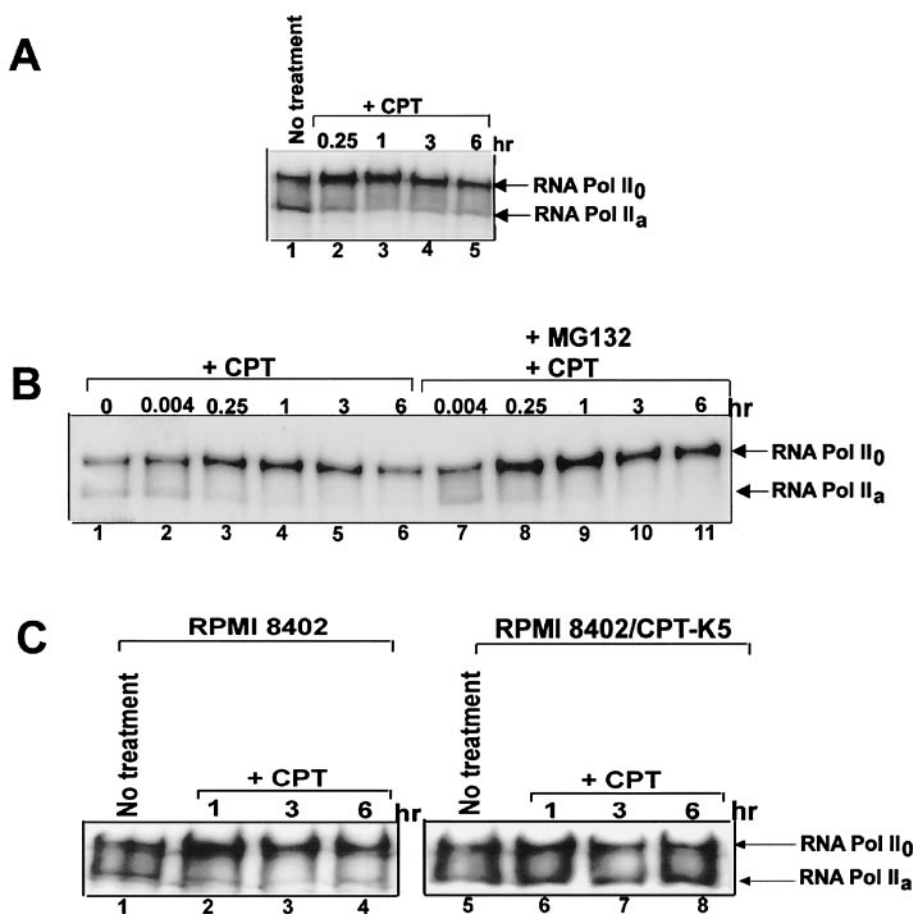 A
No treatment
+ CPT
0.25 1 3 6 hr
RNA Pol II0
RNA Pol IIa
1 2 3 4 5
B
+ CPT
+ MG132
+ CPT
0 0.004 0.25 1 3 6 0.004 0.25 1 3 6 hr
RNA Pol II0
RNA Pol IIa
1 2 3 4 5 6 7 8 9 10 11
C
RPMI 8402
RPMI 8402/CPT-K5
No treatment
+ CPT
1 3 6 hr
No treatment
+ CPT
1 3 6 hr
RNA Pol II0
RNA Pol IIa
1 2 3 4 5 6 7 8